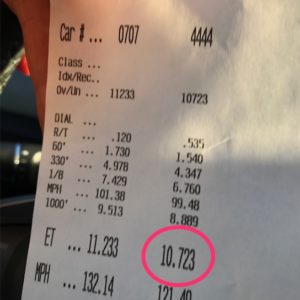 Car # ... 0707 4444
Class ...
Idx/Rec..
Ov/Un ... 11233 10723
DIAL ...
R/T ... .120 .535
60' ... 1.730 1.540
330' ... 4.978 4.347
1/8 ... 7.429 6.760
MPH ... 101.38 99.48
1000' ... 9.513 8.889
ET ... 11.233 10.723
MPH ... 132.14 121.40